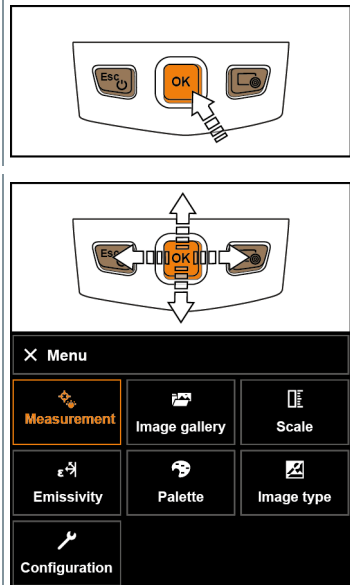 Esc
OK
Esc
OK
× Menu
Measurement
Image gallery
Scale
ε
Emissivity
Palette
Image type
Configuration